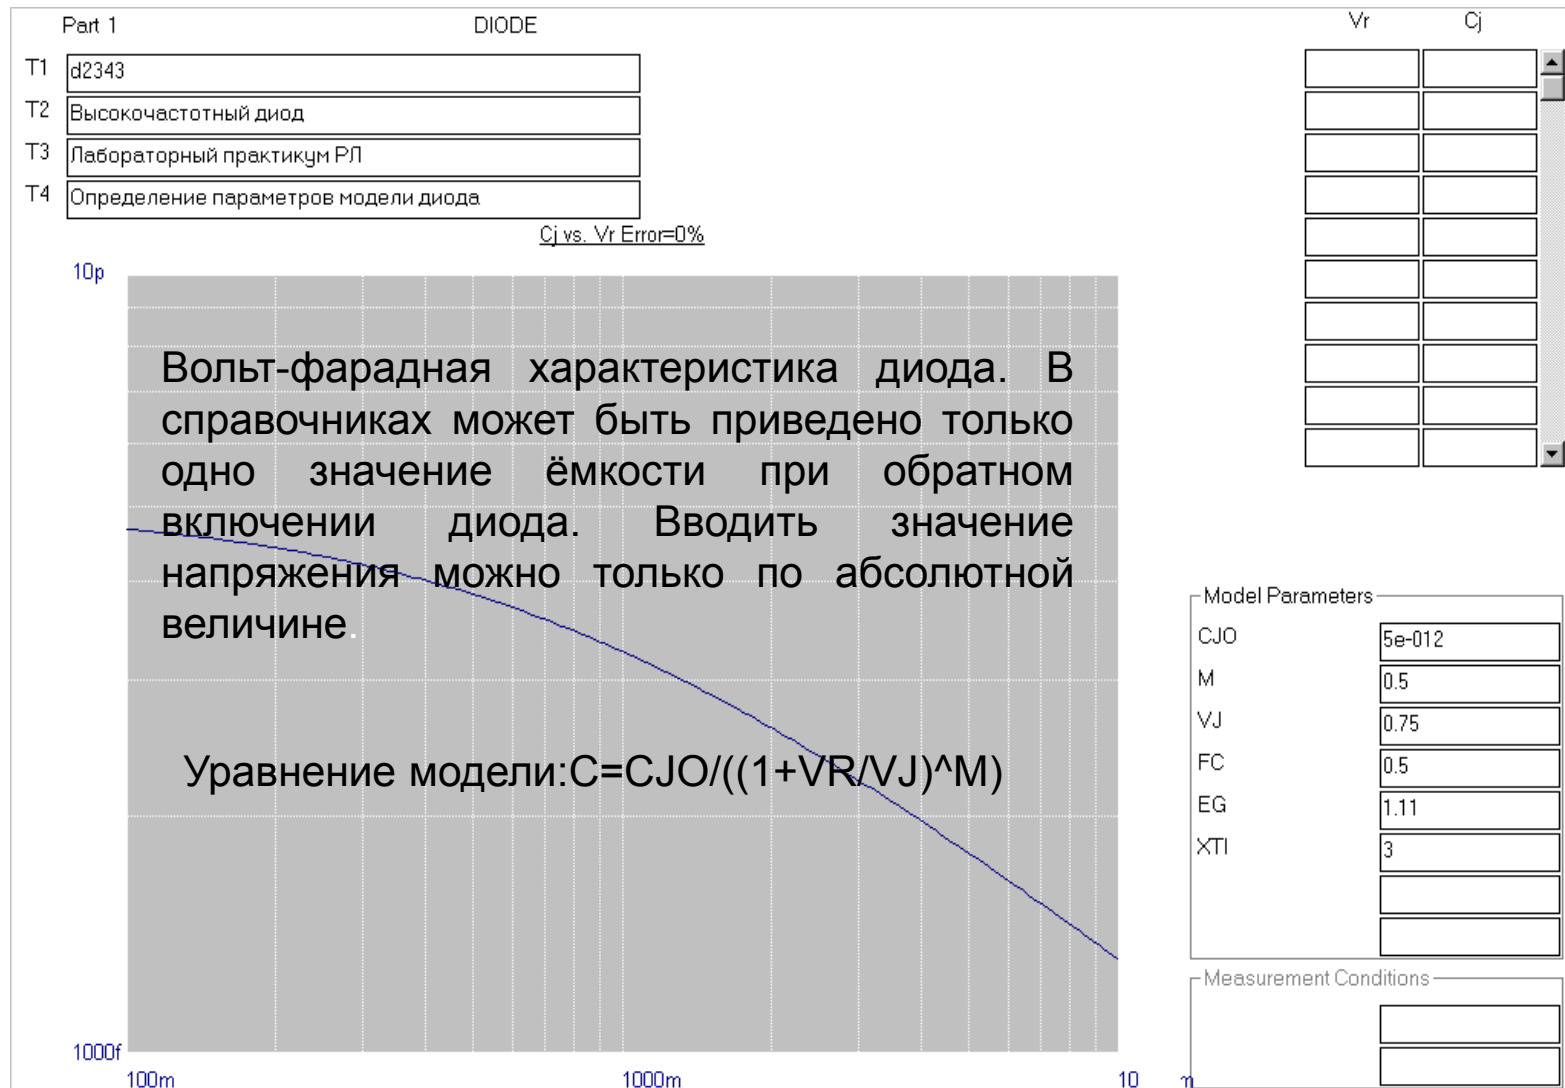 Part 1 DIODE Vr Cj
T1 d2343
T2 Высокочастотный диод
T3 Лабораторный практикум РЛ
T4 Определение параметров модели диода
Cj vs. Vr Error=0%
10p
Вольт-фарадная характеристика диода. В
справочниках может быть приведено только
одно значение ёмкости при обратном
включении диода. Вводить значение
напряжения можно только по абсолютной
величине.
Уравнение модели:C=CJO/((1+VR/VJ)^M)
1000f
100m 1000m 10
Model Parameters
CJO 5e-012
M 0.5
VJ 0.75
FC 0.5
EG 1.11
XTI 3
Measurement Conditions